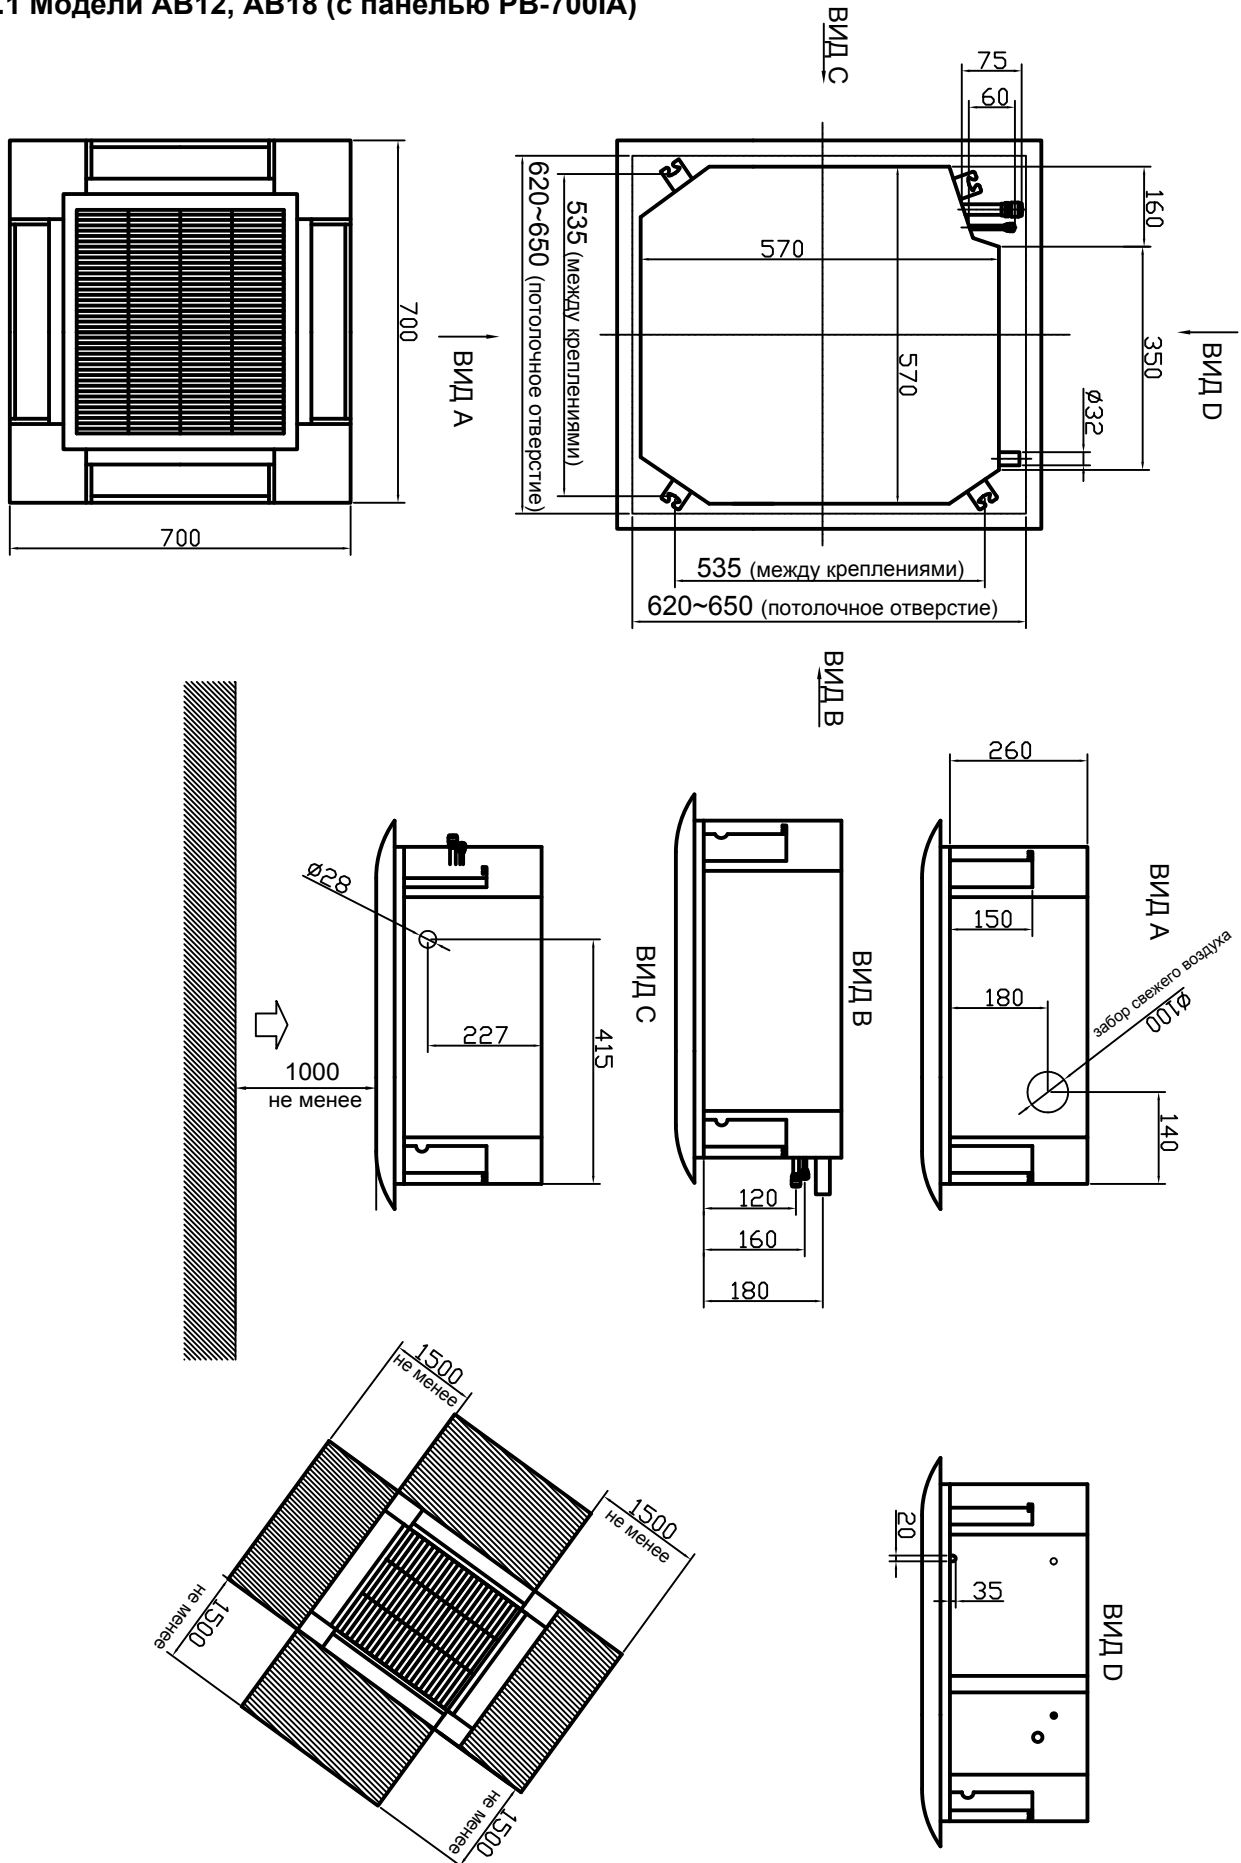 .1 Модели AB12, AB18 (с панелью PB-700IA)
ВИД C
75
60
160
570
570
350
ø32
ВИД D
535 (между креплениями)
620~650 (потолочное отверстие)
535 (между креплениями)
620~650 (потолочное отверстие)
700
700
ВИД A
ВИД B
260
ВИД A
150
180
забор свежего воздуха
ø100
140
ВИД B
120
160
180
ø28
ВИД C
227
415
1000
не менее
1500
не менее
1500
не менее
1500
не менее
1500
не менее
20
35
ВИД D